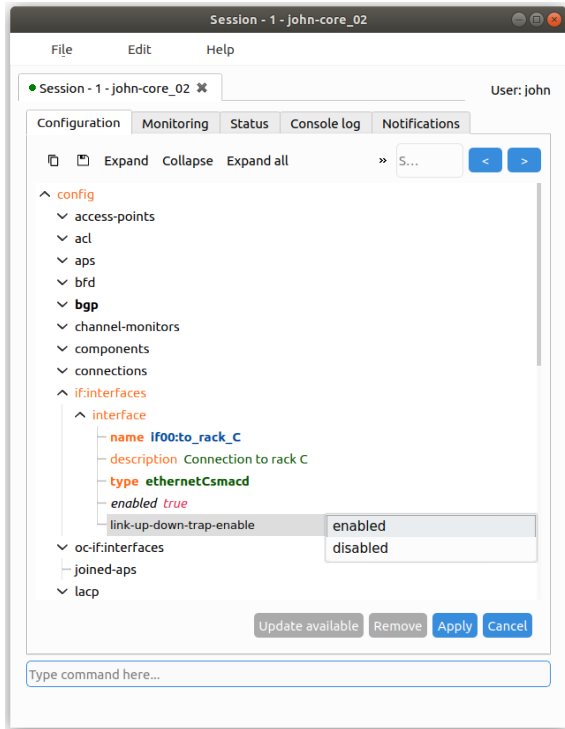 Session - 1 - john-core_02
File Edit Help
Session - 1 - john-core_02 User: john
Configuration Monitoring Status Console log Notifications
Expand Collapse Expand all » S... < >
config
access-points
acl
aps
bfd
bgp
channel-monitors
components
connections
if:interfaces
interface
name if00:to_rack_C
description Connection to rack C
type ethernetCsmacd
enabled true
link-up-down-trap-enable enabled
disabled
oc-if:interfaces
joined-aps
lacp
Update available Remove Apply Cancel
Type command here...